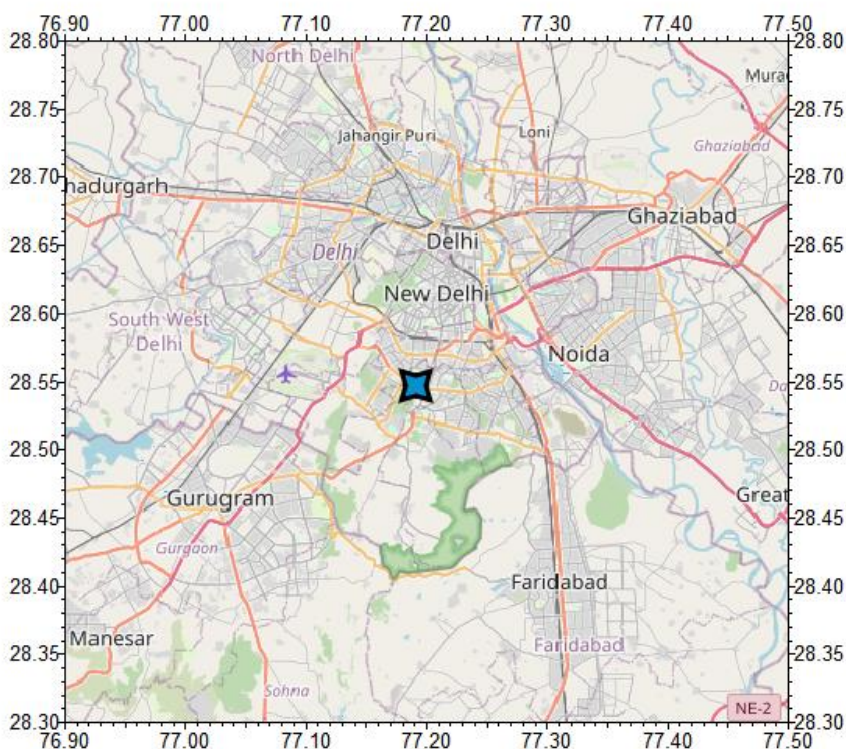 76.90 77.00 77.10 77.20 77.30 77.40 77.50
28.80 28.80
North Delhi
28.75 Mura 28.75
Jahangir Puri Loni
Ghaziabad
28.70 28.70
hadurgarh
Ghaziabad
28.65 Delhi Delhi 28.65
New Delhi
28.60 28.60
South West
Delhi
Noida
28.55 Da 28.55
28.50 28.50
Gurugram Great
28.45 28.45
Gurgaon
28.40 Faridabad 28.40
Manesar
28.35 Faridabad 28.35
Sohna
NE-2
28.30 28.30
76.90 77.00 77.10 77.20 77.30 77.40 77.50